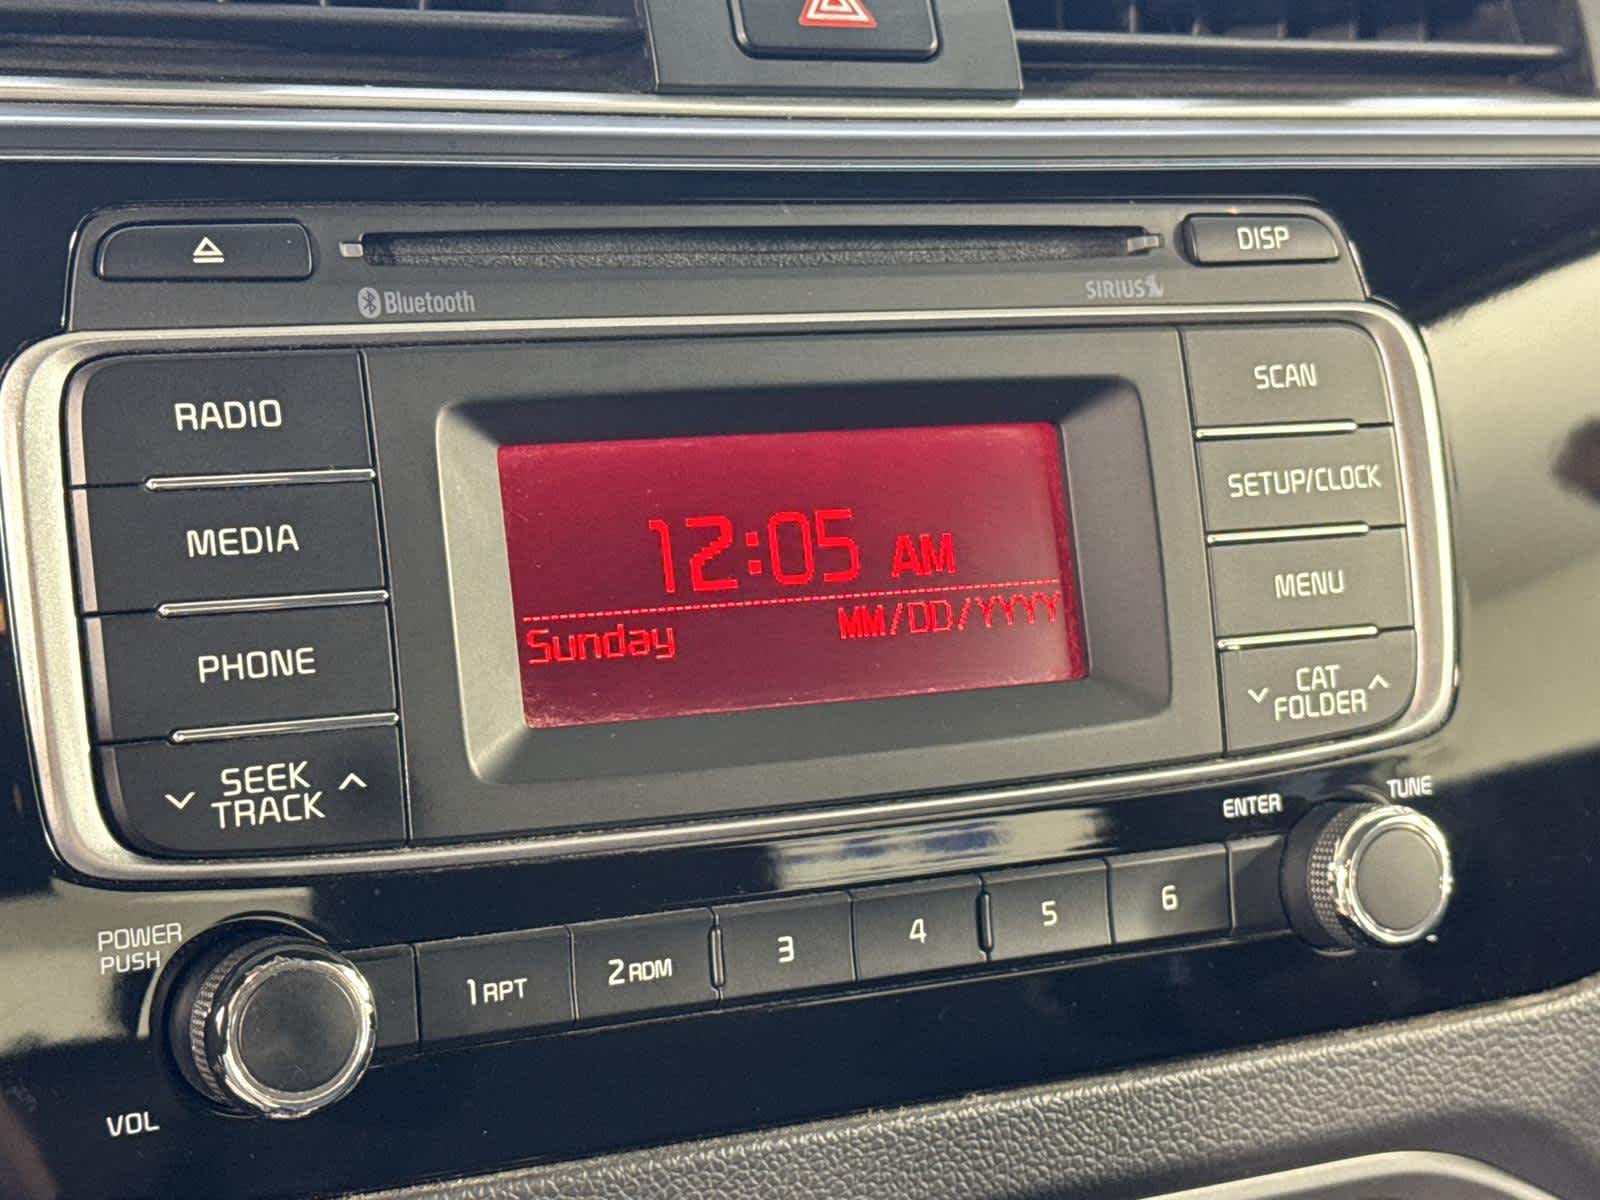 DISP
Bluetooth
SIRIUS
RADIO
MEDIA
PHONE
SEEK
TRACK
12:05 AM
Sunday MM/DD/YYYY
SCAN
SETUP/CLOCK
MENU
CAT
FOLDER
ENTER
TUNE
POWER
PUSH
VOL
1 RPT
2 RDM
3
4
5
6